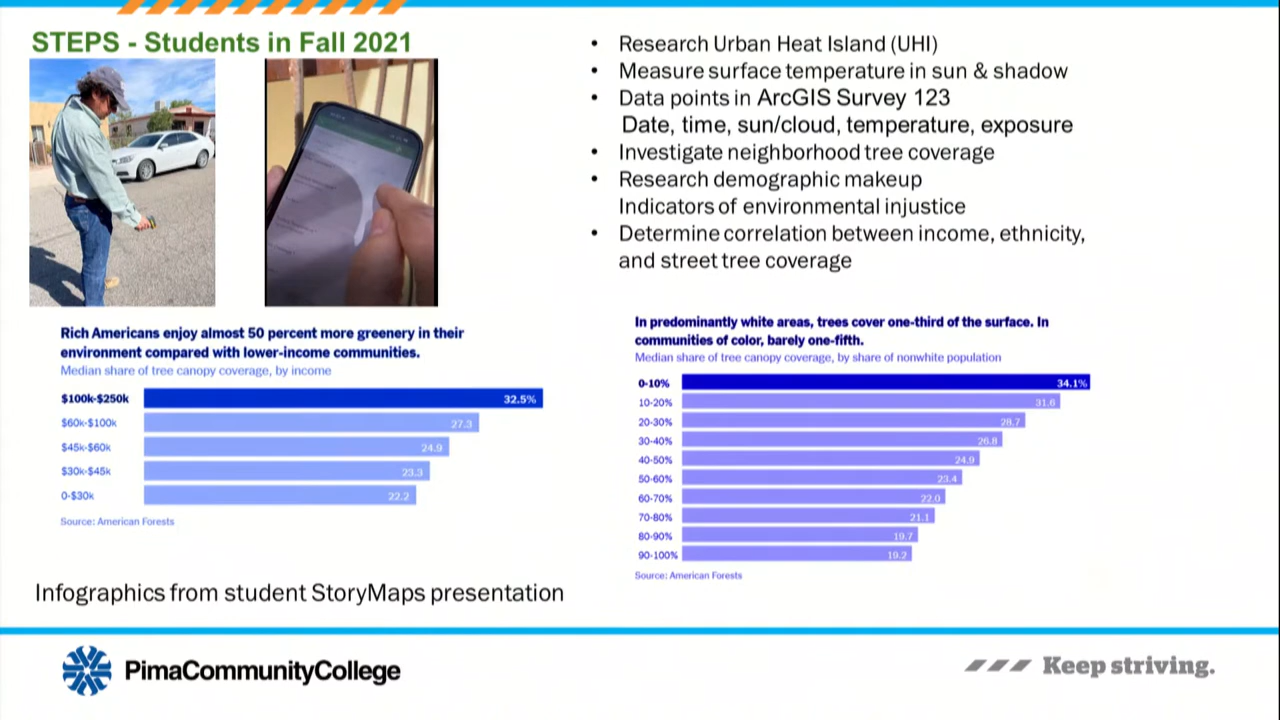 STEPS - Students in Fall 2021
• Research Urban Heat Island (UHI)
• Measure surface temperature in sun & shadow
• Data points in ArcGIS Survey 123
Date, time, sun/cloud, temperature, exposure
• Investigate neighborhood tree coverage
• Research demographic makeup
Indicators of environmental injustice
• Determine correlation between income, ethnicity,
and street tree coverage
Rich Americans enjoy almost 50 percent more greenery in their
environment compared with lower-income communities.
Median share of tree canopy coverage, by income
$100k-$250k 32.5%
$60k-$100k 27.3
$45k-$60k 24.9
$30k-$45k 23.3
0-$30k 22.2
Source: American Forests
In predominantly white areas, trees cover one-third of the surface. In
communities of color, barely one-fifth.
Median share of tree canopy coverage, by share of nonwhite population
0-10% 34.1%
10-20% 31.6
20-30% 28.7
30-40% 26.8
40-50% 24.9
50-60% 23.4
60-70% 22.0
70-80% 21.1
80-90% 19.7
90-100% 19.2
Source: American Forests
Infographics from student StoryMaps presentation
PimaCommunityCollege
Keep striving.